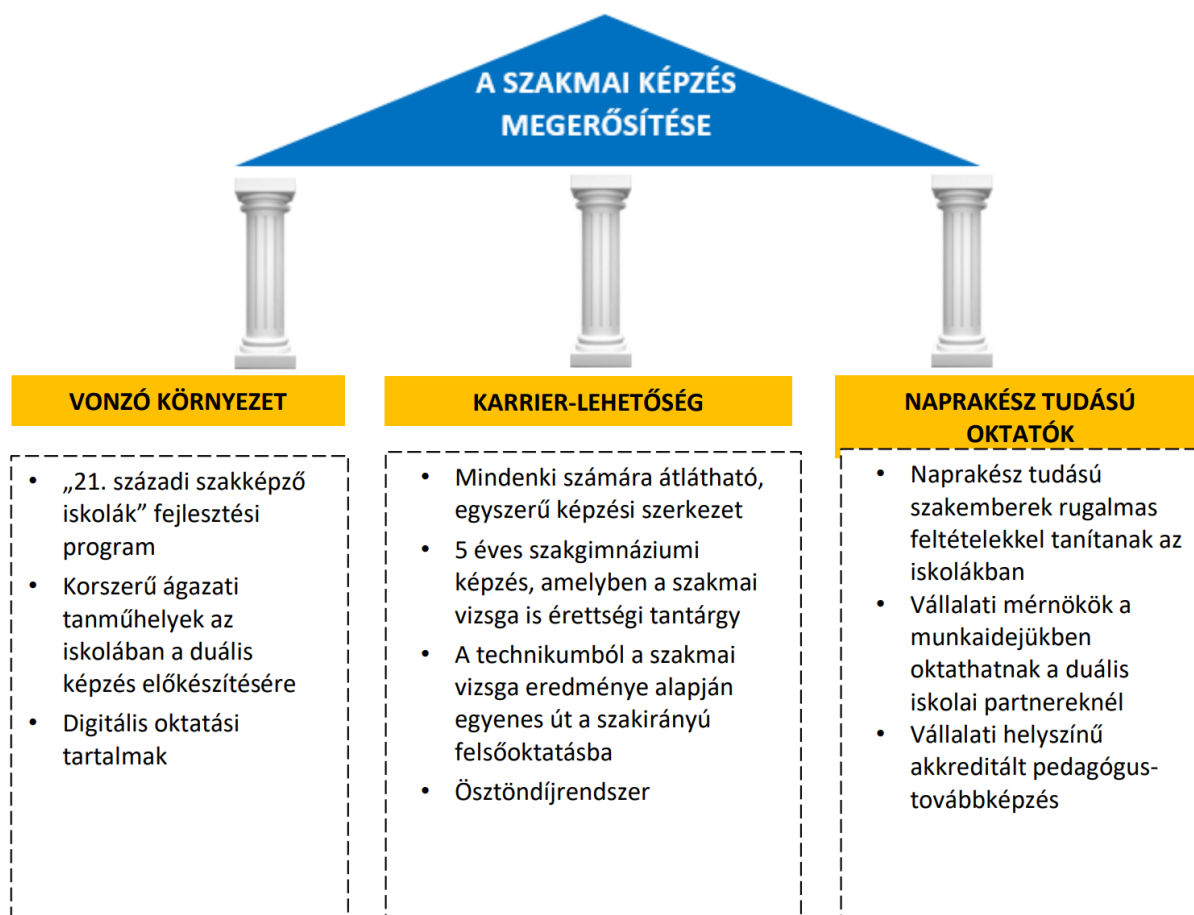 A SZAKMAI KÉPZÉS
MEGERŐSÍTÉSE
VONZÓ KÖRNYEZET
• „21. századi szakképző
iskolák” fejlesztési
program
• Korszerű ágazati
tanműhelyek az
iskolában a duális
képzés előkészítésére
• Digitális oktatási
tartalmak
KARRIER-LEHETŐSÉG
• Mindenki számára átlátható,
egyszerű képzési szerkezet
• 5 éves szakgimnáziumi
képzés, amelyben a szakmai
vizsga is érettségi tantárgy
• A technikumból a szakmai
vizsga eredménye alapján
egyenes út a szakirányú
felsőoktatásba
• Ösztöndíjrendszer
NAPRAKÉSZ TUDÁSÚ
OKTATÓK
• Naprakész tudású
szakemberek rugalmas
feltételekkel tanítanak az
iskolákban
• Vállalati mérnökök a
munkaidejükben
oktathatnak a duális
iskolai partnereknél
• Vállalati helyszínű
akkreditált pedagógus-
továbbképzés